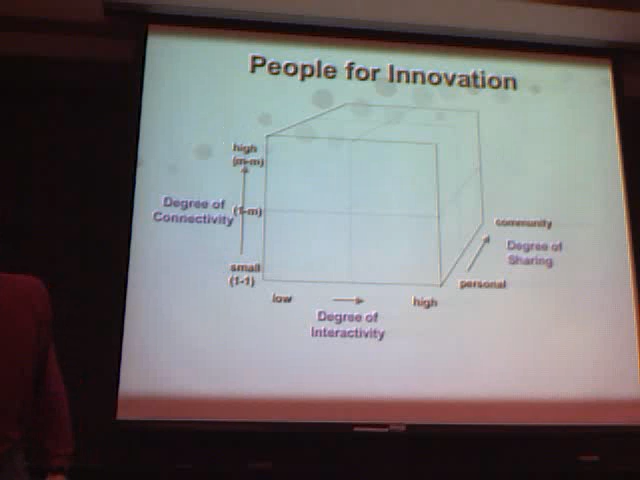 People for Innovation
high
(m-m)
Degree of
Connectivity
(1-m)
small
(1-1)
low
high
Degree of
Interactivity
community
Degree of
Sharing
personal